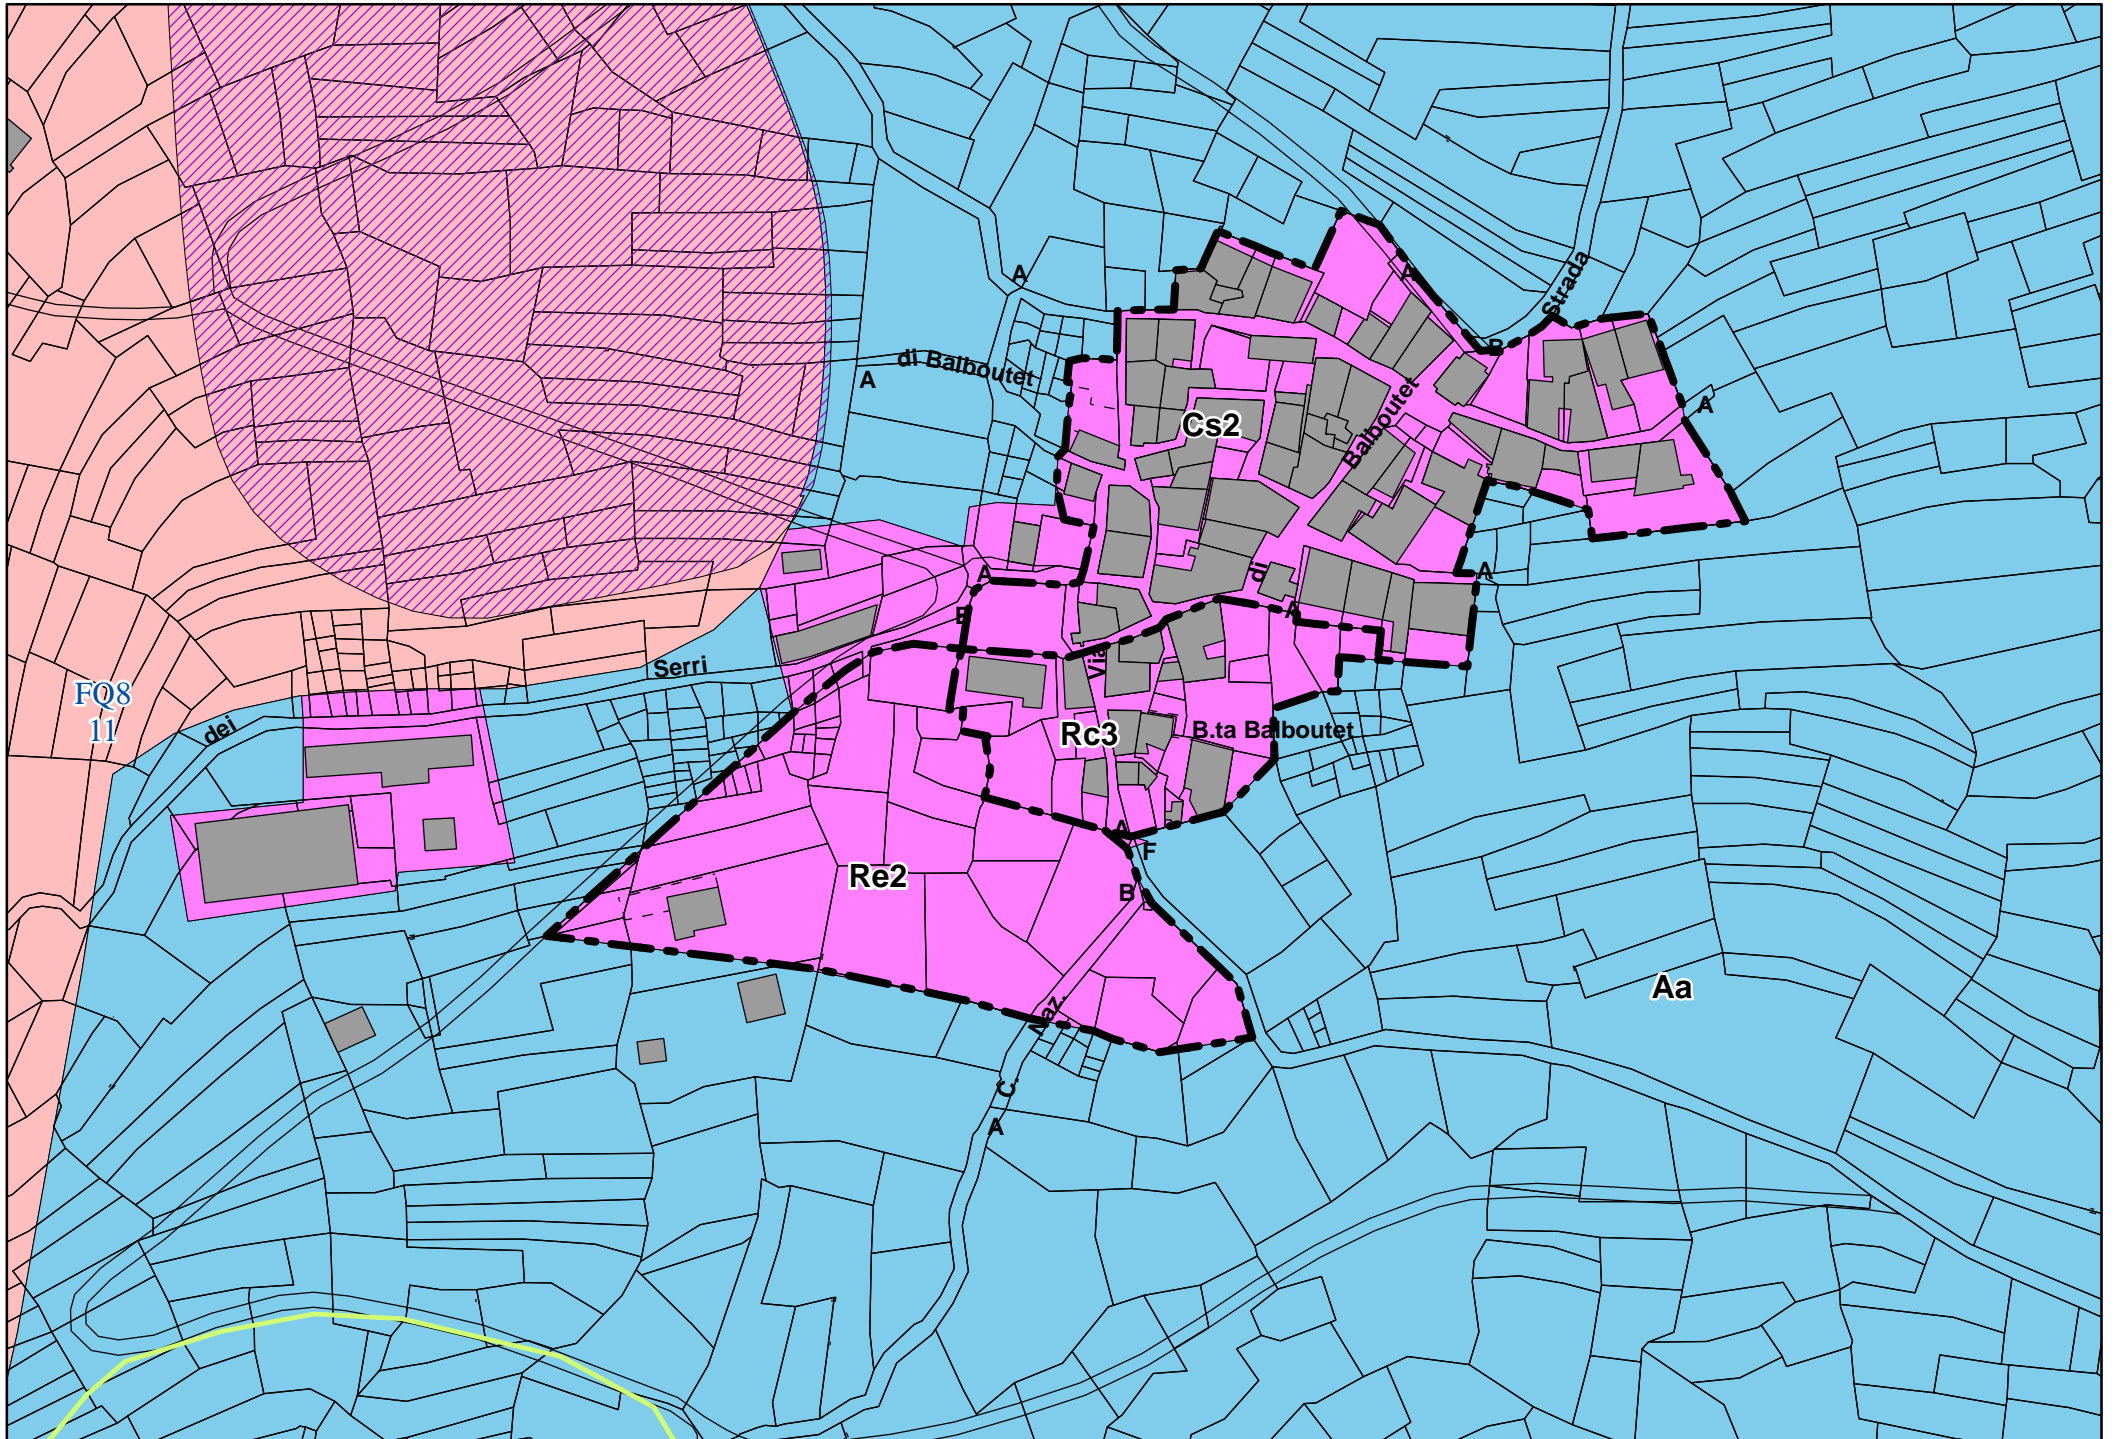 Strada
A
A
B
di Balboutet
A
A
Cs2
Balboutet
di
A
A
B
A
Serri
Via
FQ8
11
dei
Rc3
B.ta Balboutet
A
F
Re2
B
Aa
Naz.
C.
A